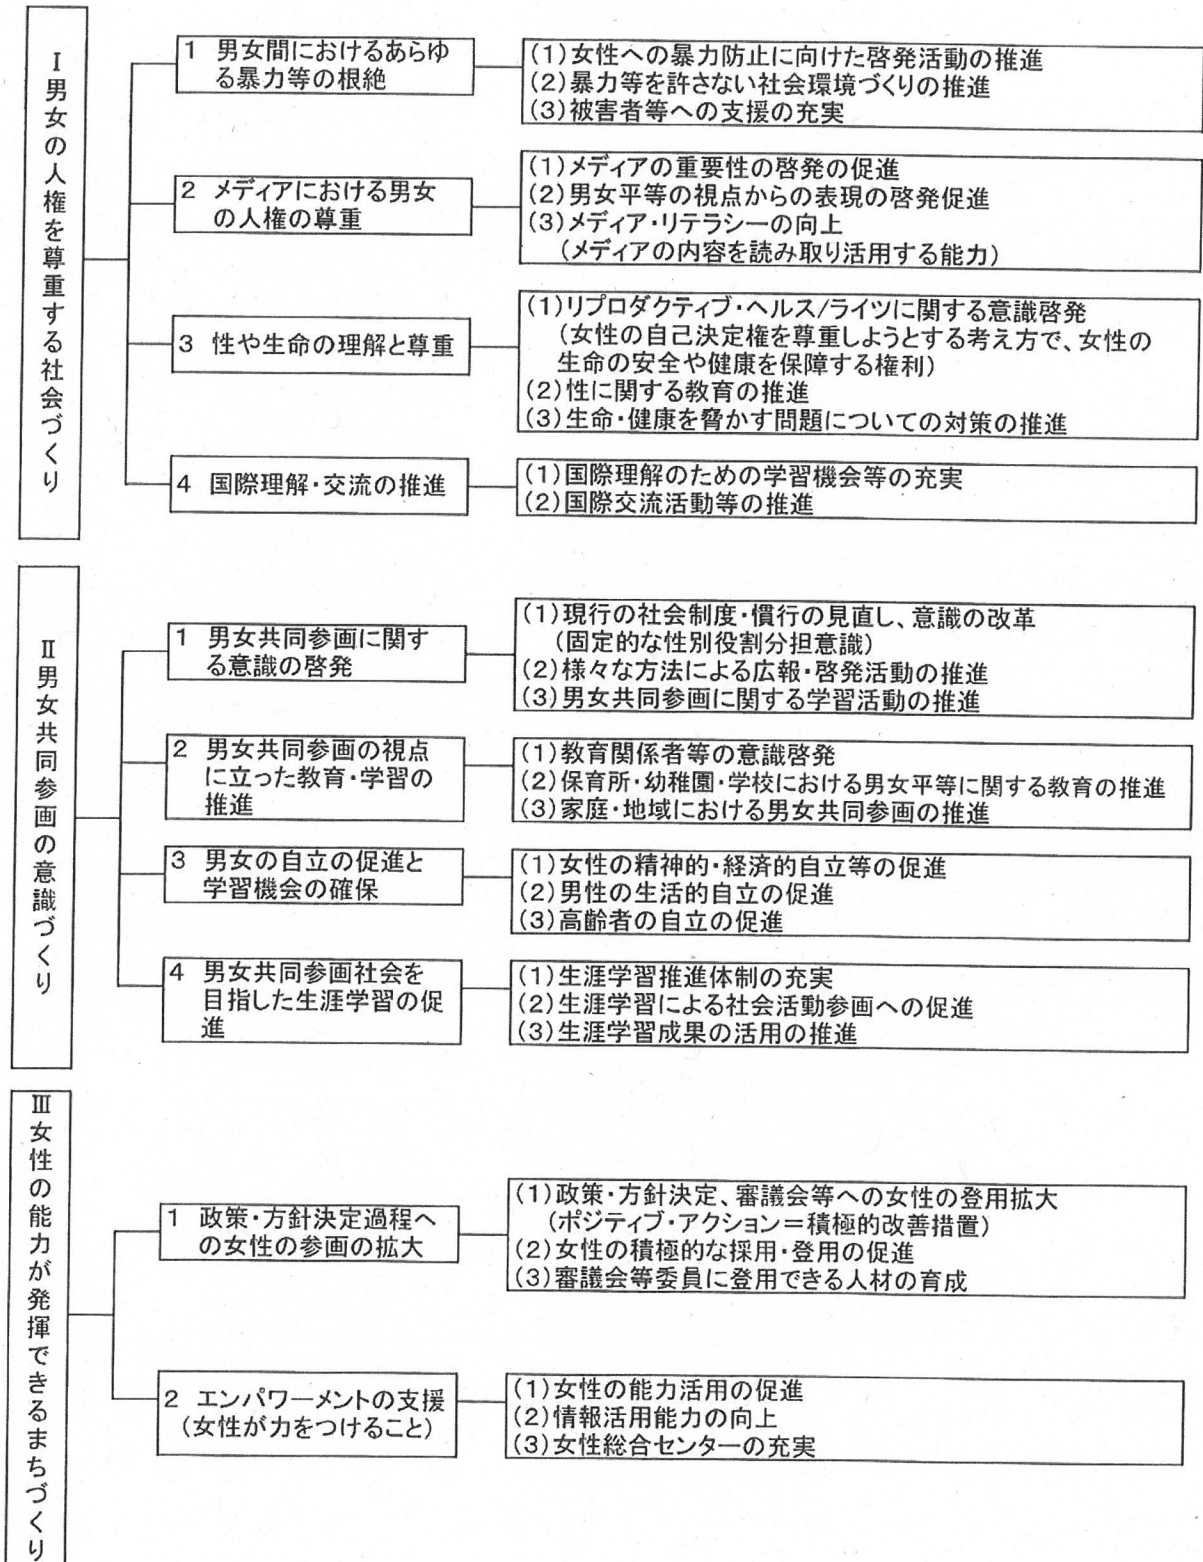 Ⅰ男女の人権を尊重する社会づくり
1 男女間におけるあらゆ
る暴力等の根絶
(1)女性への暴力防止に向けた啓発活動の推進
(2)暴力等を許さない社会環境づくりの推進
(3)被害者等への支援の充実
2 メディアにおける男女
の人権の尊重
(1)メディアの重要性の啓発の促進
(2)男女平等の視点からの表現の啓発促進
(3)メディア・リテラシーの向上
(メディアの内容を読み取り活用する能力)
3 性や生命の理解と尊重
(1)リプロダクティブ・ヘルス/ライツに関する意識啓発
(女性の自己決定権を尊重しようとする考え方で、女性の
生命の安全や健康を保障する権利)
(2)性に関する教育の推進
(3)生命・健康を脅かす問題についての対策の推進
4 国際理解・交流の推進
(1)国際理解のための学習機会等の充実
(2)国際交流活動等の推進
Ⅱ男女共同参画の意識づくり
1 男女共同参画に関す
る意識の啓発
(1)現行の社会制度・慣行の見直し、意識の改革
(固定的な性別役割分担意識)
(2)様々な方法による広報・啓発活動の推進
(3)男女共同参画に関する学習活動の推進
2 男女共同参画の視点
に立った教育・学習の
推進
(1)教育関係者等の意識啓発
(2)保育所・幼稚園・学校における男女平等に関する教育の推進
(3)家庭・地域における男女共同参画の推進
3 男女の自立の促進と
学習機会の確保
(1)女性の精神的・経済的自立等の促進
(2)男性の生活的自立の促進
(3)高齢者の自立の促進
4 男女共同参画社会を
目指した生涯学習の促
進
(1)生涯学習推進体制の充実
(2)生涯学習による社会活動参画への促進
(3)生涯学習成果の活用の推進
Ⅲ女性の能力が発揮できるまちづくり
1 政策・方針決定過程へ
の女性の参画の拡大
(1)政策・方針決定、審議会等への女性の登用拡大
(ポジティブ・アクション=積極的改善措置)
(2)女性の積極的な採用・登用の促進
(3)審議会等委員に登用できる人材の育成
2 エンパワーメントの支援
(女性が力をつけること)
(1)女性の能力活用の促進
(2)情報活用能力の向上
(3)女性総合センターの充実